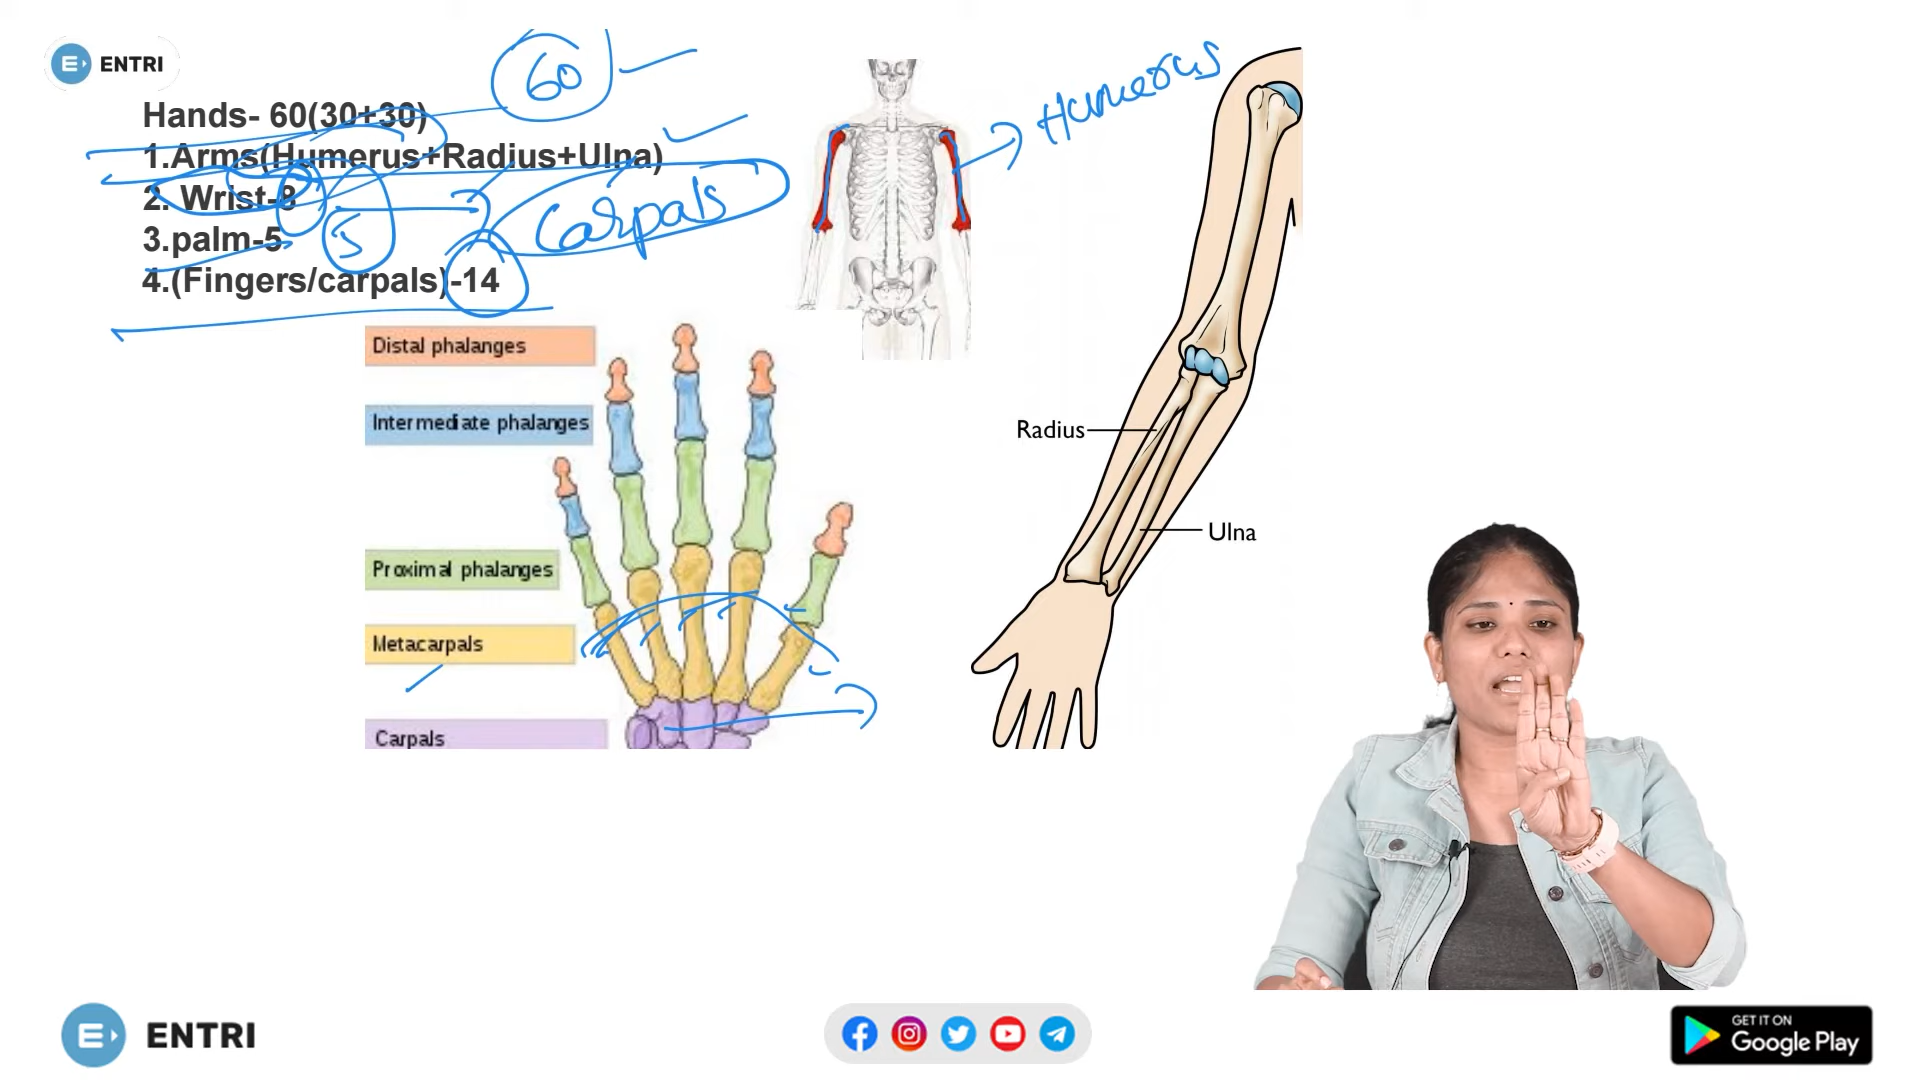 ENTRI
60
Hands- 60(30+30)
1.Arms(Humerus+Radius+Ulna)
2. Wrist-8
Carpals
3.palm-5
5
4.(Fingers/carpals)-14
Humerus
Distal phalanges
Intermediate phalanges
Proximal phalanges
Metacarpals
Carpals
Radius
Ulna
ENTRI
GET IT ON
Google Play